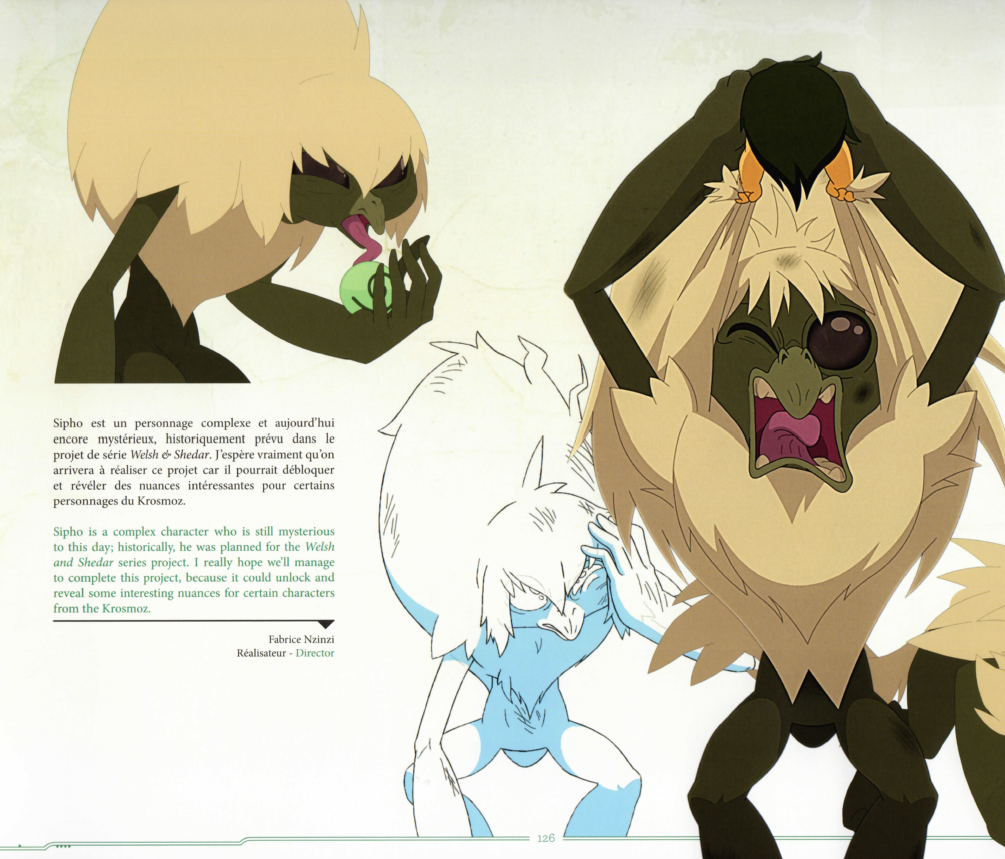 Sipho est un personnage complexe et aujourd'hui
encore mystérieux, historiquement prévu dans le
projet de série Welsh & Shedar. J'espère vraiment qu'on
arrivera à réaliser ce projet car il pourrait débloquer
et révéler des nuances intéressantes pour certains
personnages du Krosmoz.
Sipho is a complex character who is still mysterious
to this day; historically, he was planned for the Welsh
and Shedar series project. I really hope we'll manage
to complete this project, because it could unlock and
reveal some interesting nuances for certain characters
from the Krosmoz.
Fabrice Nzinzi
Réalisateur - Director
126